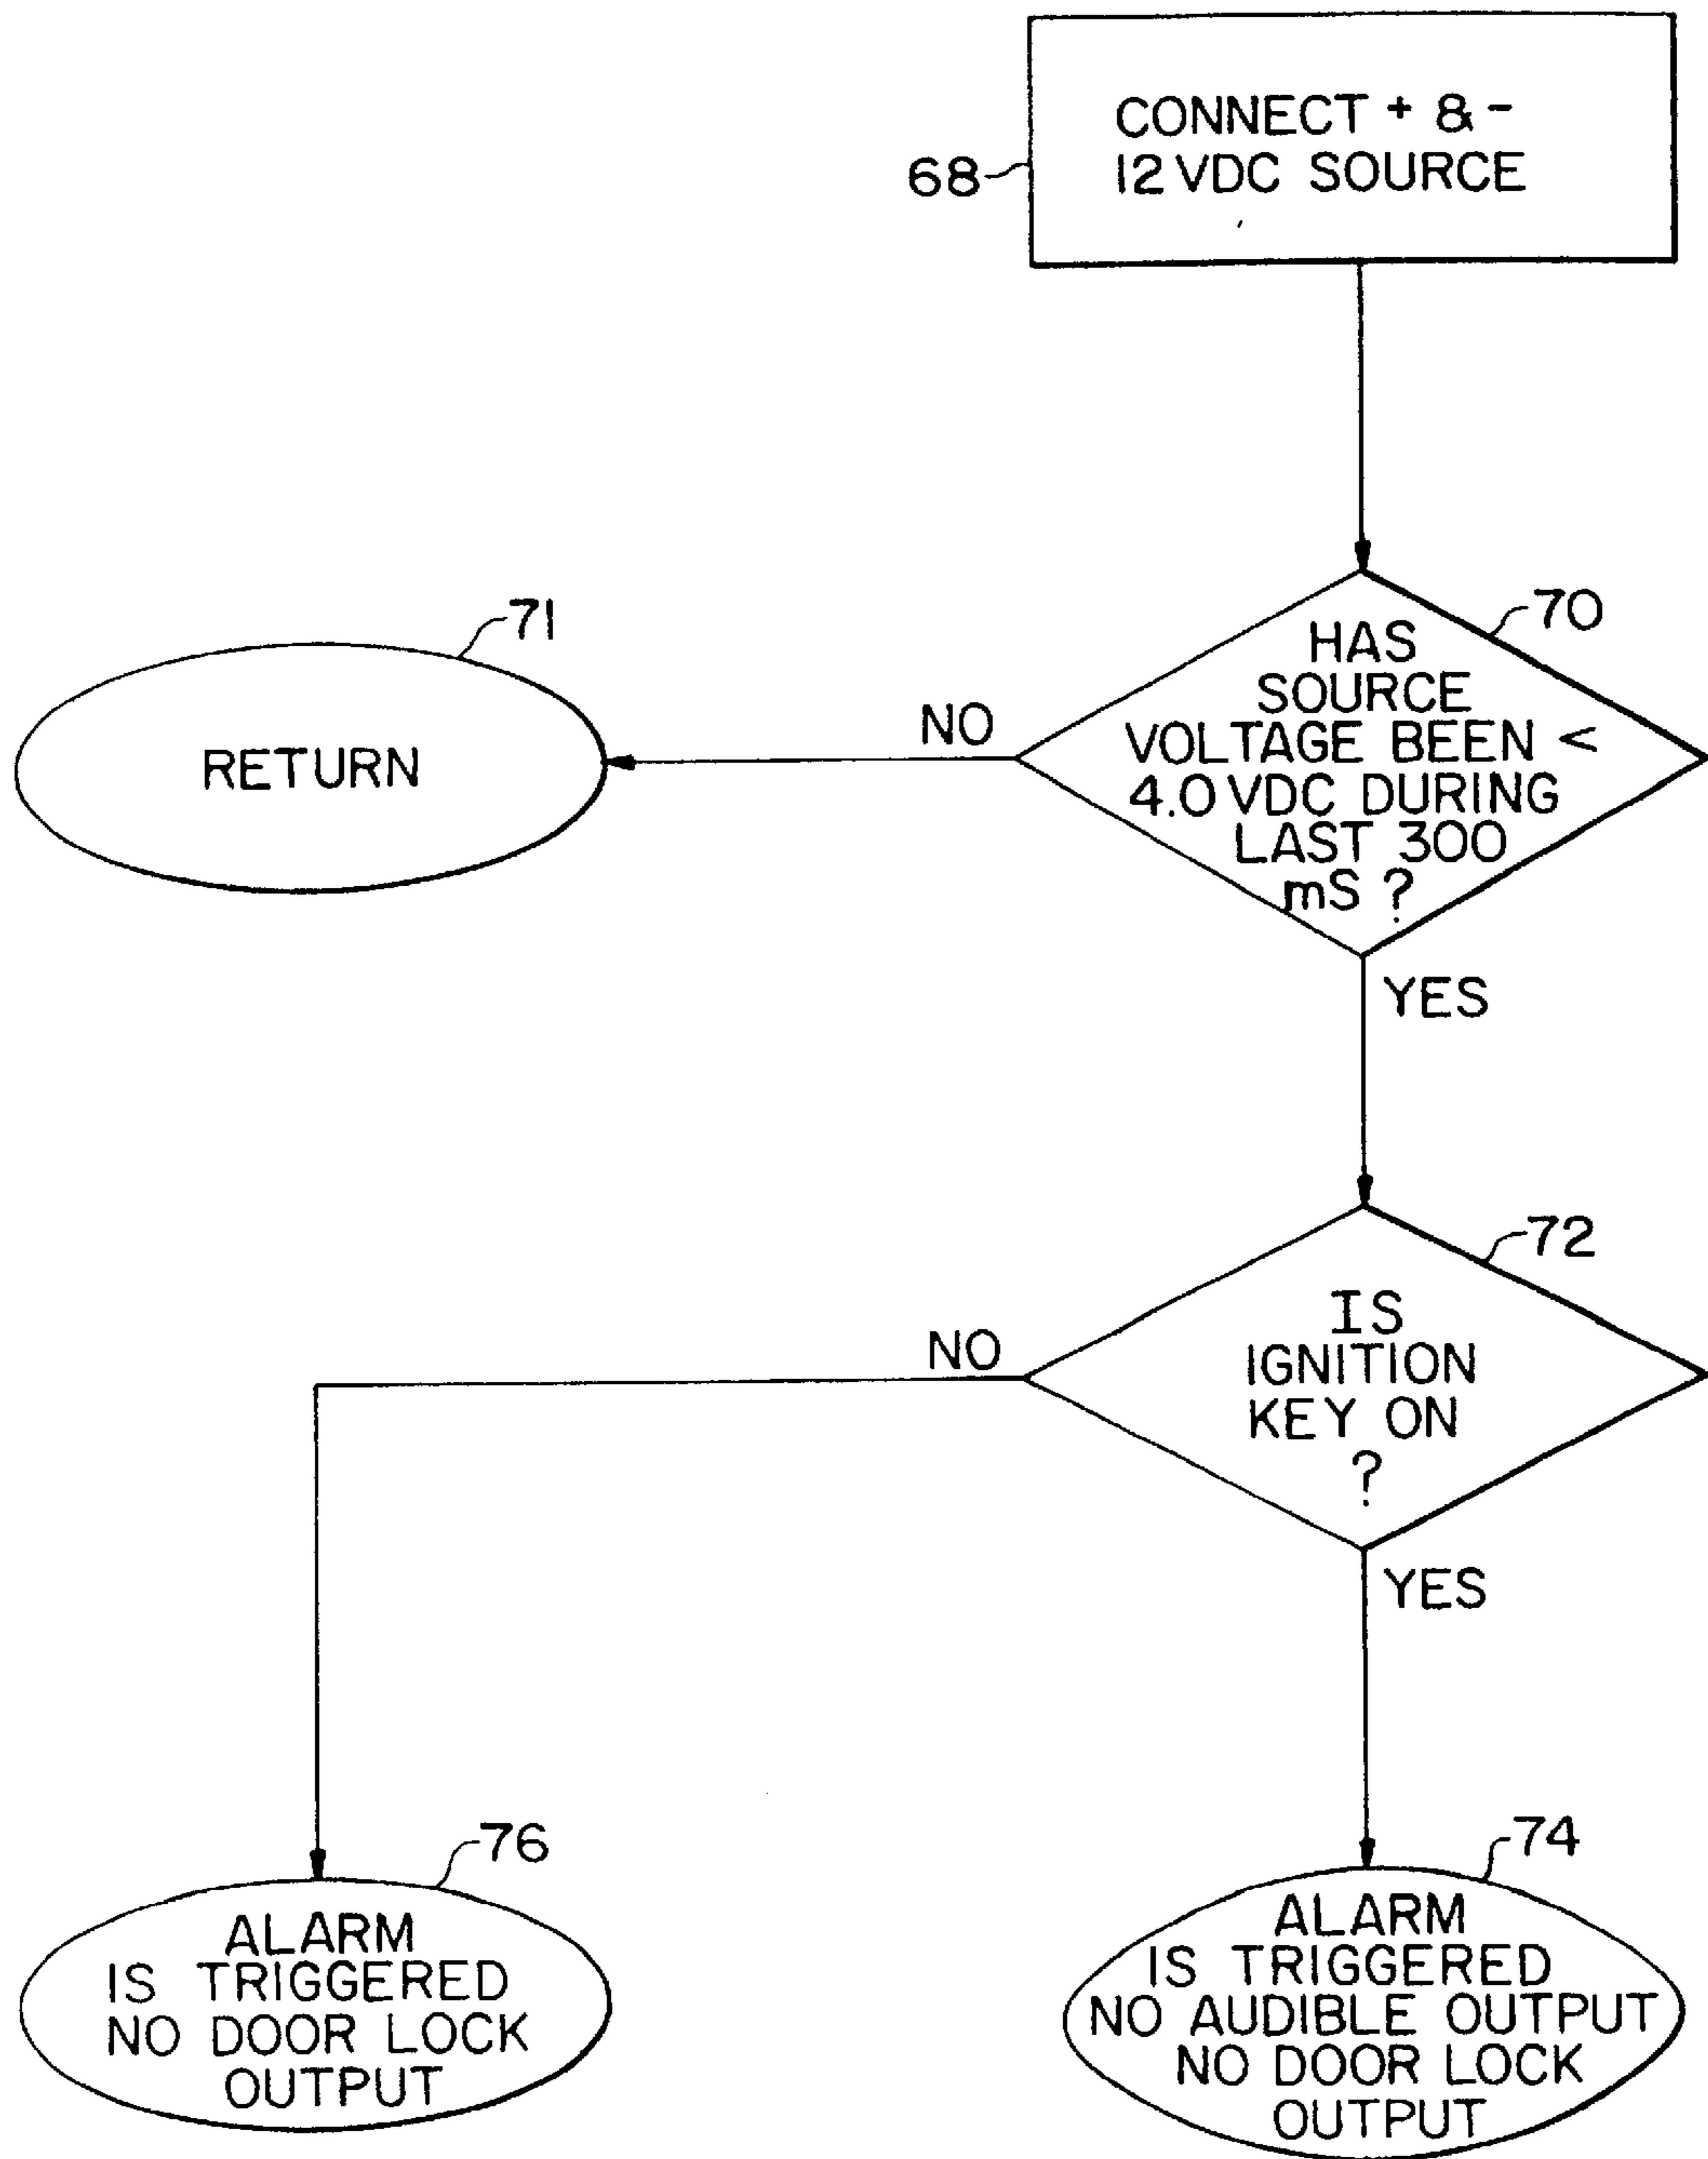 CONNECT + & -
12 VDC SOURCE
68
70
HAS
SOURCE
VOLTAGE BEEN <
4.0 VDC DURING
LAST 300
mS ?
71
RETURN
NO
YES
72
IS
IGNITION
KEY ON
?
NO
YES
76
ALARM
IS TRIGGERED
NO DOOR LOCK
OUTPUT
74
ALARM
IS TRIGGERED
NO AUDIBLE OUTPUT
NO DOOR LOCK
OUTPUT